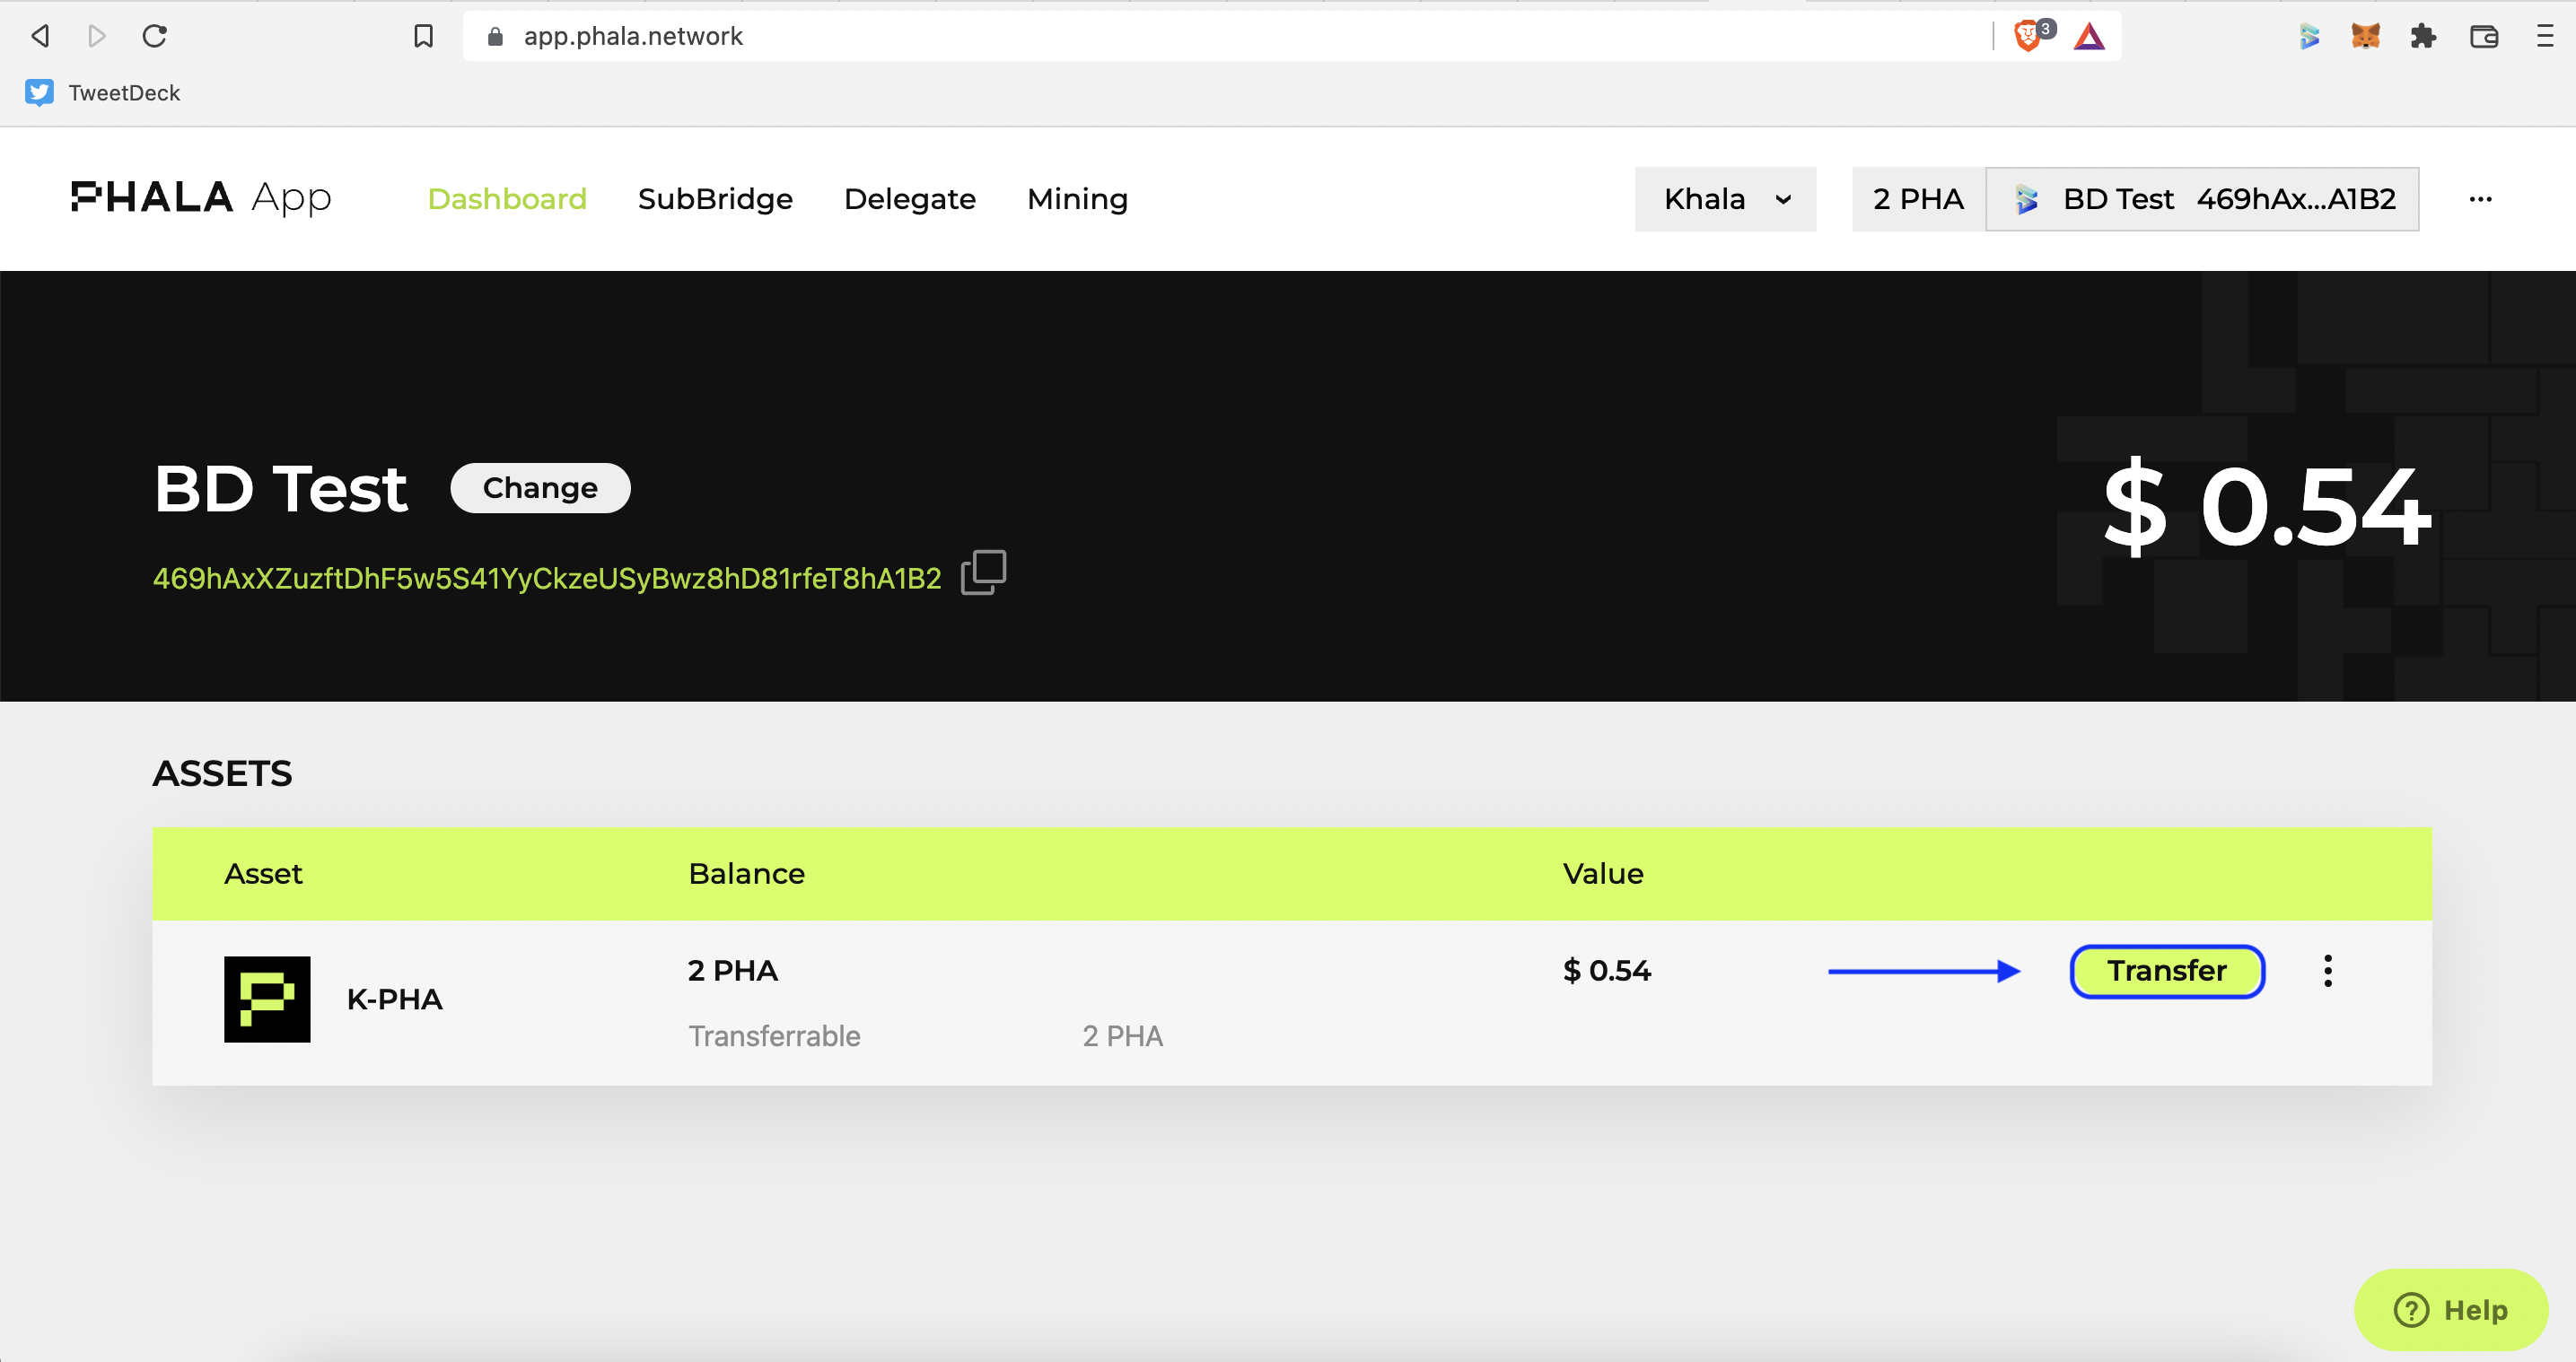 app.phala.network
3
TweetDeck
PHALA App
Dashboard
SubBridge
Delegate
Mining
Khala
2 PHA
BD Test 469hAx...A1B2
...
BD Test
Change
$ 0.54
469hAxXZuzftDhF5w5S41YyCkzeUSyBwz8hD81rfeT8hA1B2
ASSETS
Asset
Balance
Value
K-PHA
2 PHA
$ 0.54
Transfer
Transferrable
2 PHA
? Help